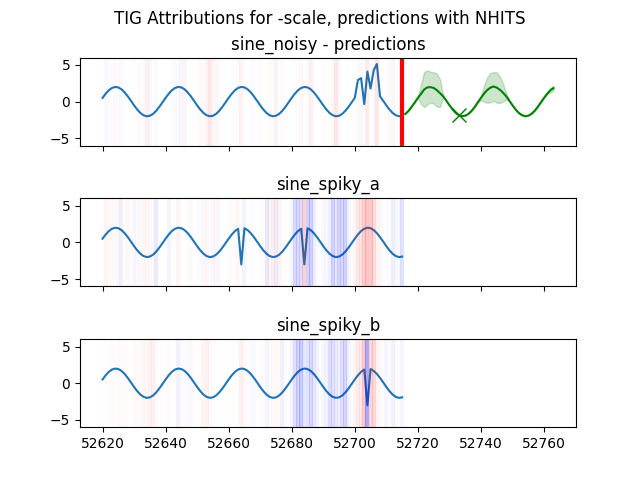 TIG Attributions for -scale, predictions with NHITS
sine_noisy - predictions
5
0
−5
sine_spiky_a
5
0
−5
sine_spiky_b
5
0
−5
52620 52640 52660 52680 52700 52720 52740 52760